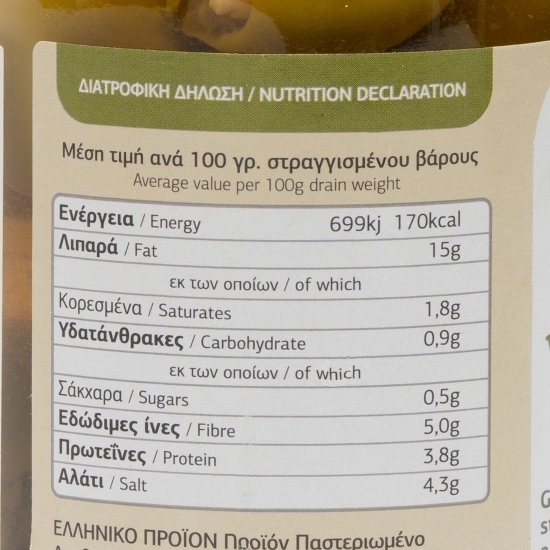 ΔΙΑΤΡΟΦΙΚΗ ΔΗΛΩΣΗ / NUTRITION DECLARATION
Μέση τιμή ανά 100 γρ. στραγγισμένου βάρους
Average value per 100g drain weight
Ενέργεια / Energy 699kj 170kcal
Λιπαρά / Fat 15g
εκ των οποίων / of which
Κορεσμένα / Saturates 1,8g
Υδατάνθρακες / Carbohydrate 0,9g
εκ των οποίων / of which
Σάκχαρα / Sugars 0,5g
Εδώδιμες ίνες / Fibre 5,0g
Πρωτεΐνες / Protein 3,8g
Αλάτι / Salt 4,3g
ΕΛΛΗΝΙΚΟ ΠΡΟΪΟΝ Προϊόν Παστεριωμένο